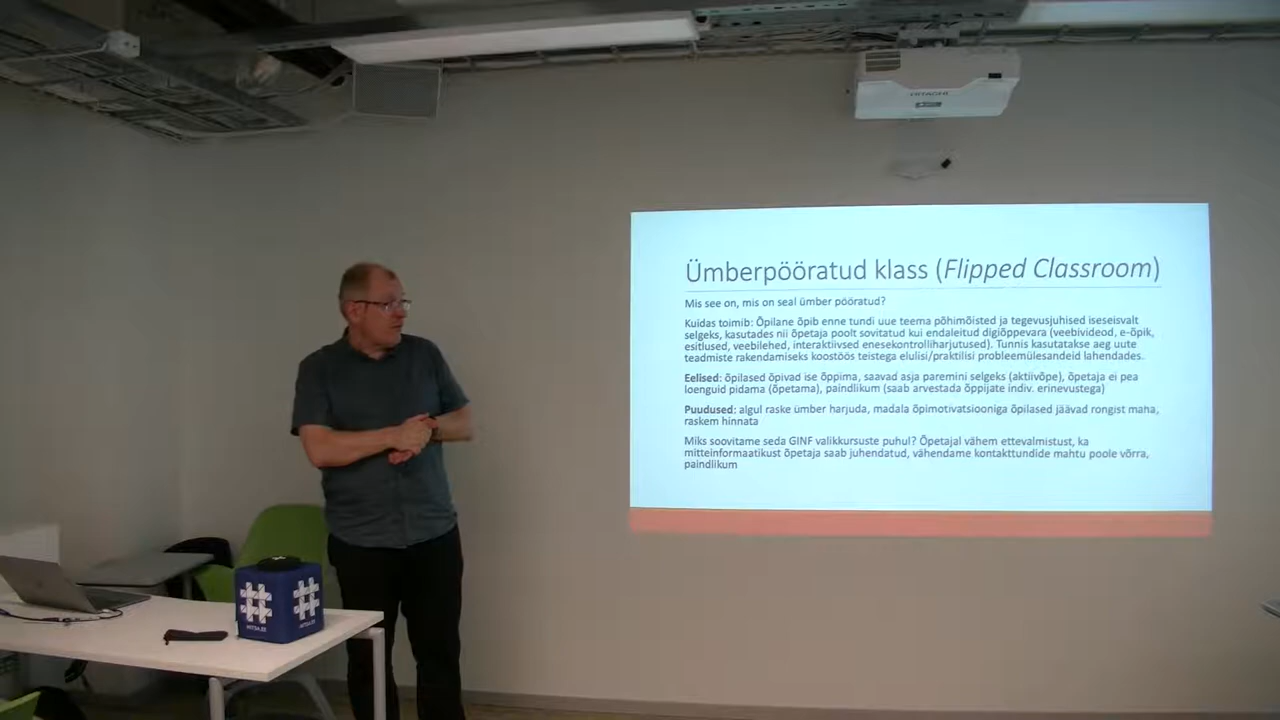 HITACHI
Ümberpööratud klass (Flipped Classroom)
Mis see on, mis on seal ümber pööratud?
Kuidas toimib: Õpilane õpib enne tundi uue teema põhimõisted ja tegevusjuhised iseseisvalt
selgeks, kasutades nii õpetaja poolt sovitatud kui endaleitud digiõppevara (veebivideod, e-õpik,
esitlused, veebilehed, interaktiivsed enesekontrolliharjutused). Tunnis kasutatakse aeg uute
teadmiste rakendamiseks koostöös teistega elulisi/praktilisi probleemülesandeid lahendades.
Eelised: õpilased õpivad ise õppima, saavad asja paremini selgeks (aktiivõpe), õpetaja ei pea
loenguid pidama (õpetama), paindlikum (saab arvestada õppijate indiv. erinevustega)
Puudused: algul raske ümber harjuda, madala õpimotivatsiooniga õpilased jäävad rongist maha,
raskem hinnata
Miks soovitame seda GINF valikkursuste puhul? Õpetajal vähem ettevalmistust, ka
mitteinformaatikust õpetaja saab juhendatud, vähendame kontakttundide mahtu poole võrra,
paindlikum
HITSA.EE
HITSA.EE